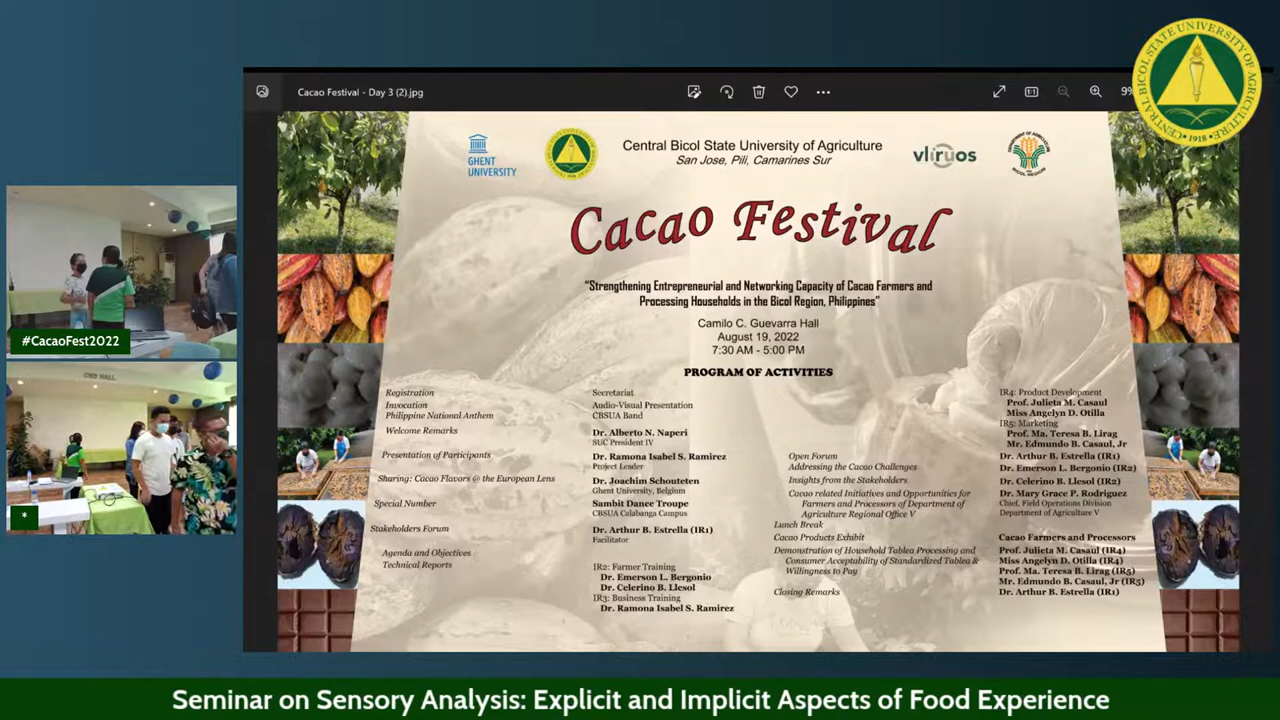 Cacao Festival - Day 3 (2).jpg
9%
CENTRAL BICOL STATE UNIVERSITY OF AGRICULTURE
1918
GHENT
UNIVERSITY
Central Bicol State University of Agriculture
San Jose, Pili, Camarines Sur
vliruos
DEPARTMENT OF AGRICULTURE
BICOL REGION
Cacao Festival
“Strengthening Entrepreneurial and Networking Capacity of Cacao Farmers and
Processing Households in the Bicol Region, Philippines”
Camilo C. Guevarra Hall
August 19, 2022
7:30 AM - 5:00 PM
PROGRAM OF ACTIVITIES
Registration
Secretariat
Invocation
Audio-Visual Presentation
Philippine National Anthem
CBSUA Band
Welcome Remarks
Dr. Alberto N. Naperi
SUC President IV
Presentation of Participants
Dr. Ramona Isabel S. Ramirez
Project Leader
Sharing: Cacao Flavors @ the European Lens
Dr. Joachim Schouteten
Ghent University, Belgium
Special Number
Sambit Dance Troupe
CBSUA Calabanga Campus
Stakeholders Forum
Dr. Arthur B. Estrella (IR1)
Facilitator
Agenda and Objectives
Technical Reports
IR2: Farmer Training
Dr. Emerson L. Bergonio
Dr. Celerino B. Llesol
IR3: Business Training
Dr. Ramona Isabel S. Ramirez
IR4: Product Development
Prof. Julieta M. Casaul
Miss Angelyn D. Otilla
IR5: Marketing
Prof. Ma. Teresa B. Lirag
Mr. Edmundo B. Casaul, Jr
Open Forum
Dr. Arthur B. Estrella (IR1)
Addressing the Cacao Challenges
Dr. Emerson L. Bergonio (IR2)
Insights from the Stakeholders
Dr. Celerino B. Llesol (IR2)
Cacao related Initiatives and Opportunities for
Farmers and Processors of Department of
Agriculture Regional Office V
Dr. Mary Grace P. Rodriguez
Chief, Field Operations Division
Department of Agriculture V
Lunch Break
Cacao Products Exhibit
Cacao Farmers and Processors
Demonstration of Household Tablea Processing and
Consumer Acceptability of Standardized Tablea &
Willingness to Pay
Prof. Julieta M. Casaul (IR4)
Miss Angelyn D. Otilla (IR4)
Prof. Ma. Teresa B. Lirag (IR5)
Mr. Edmundo B. Casaul, Jr (IR5)
Closing Remarks
Dr. Arthur B. Estrella (IR1)
#CacaoFest2022
*
Seminar on Sensory Analysis: Explicit and Implicit Aspects of Food Experience